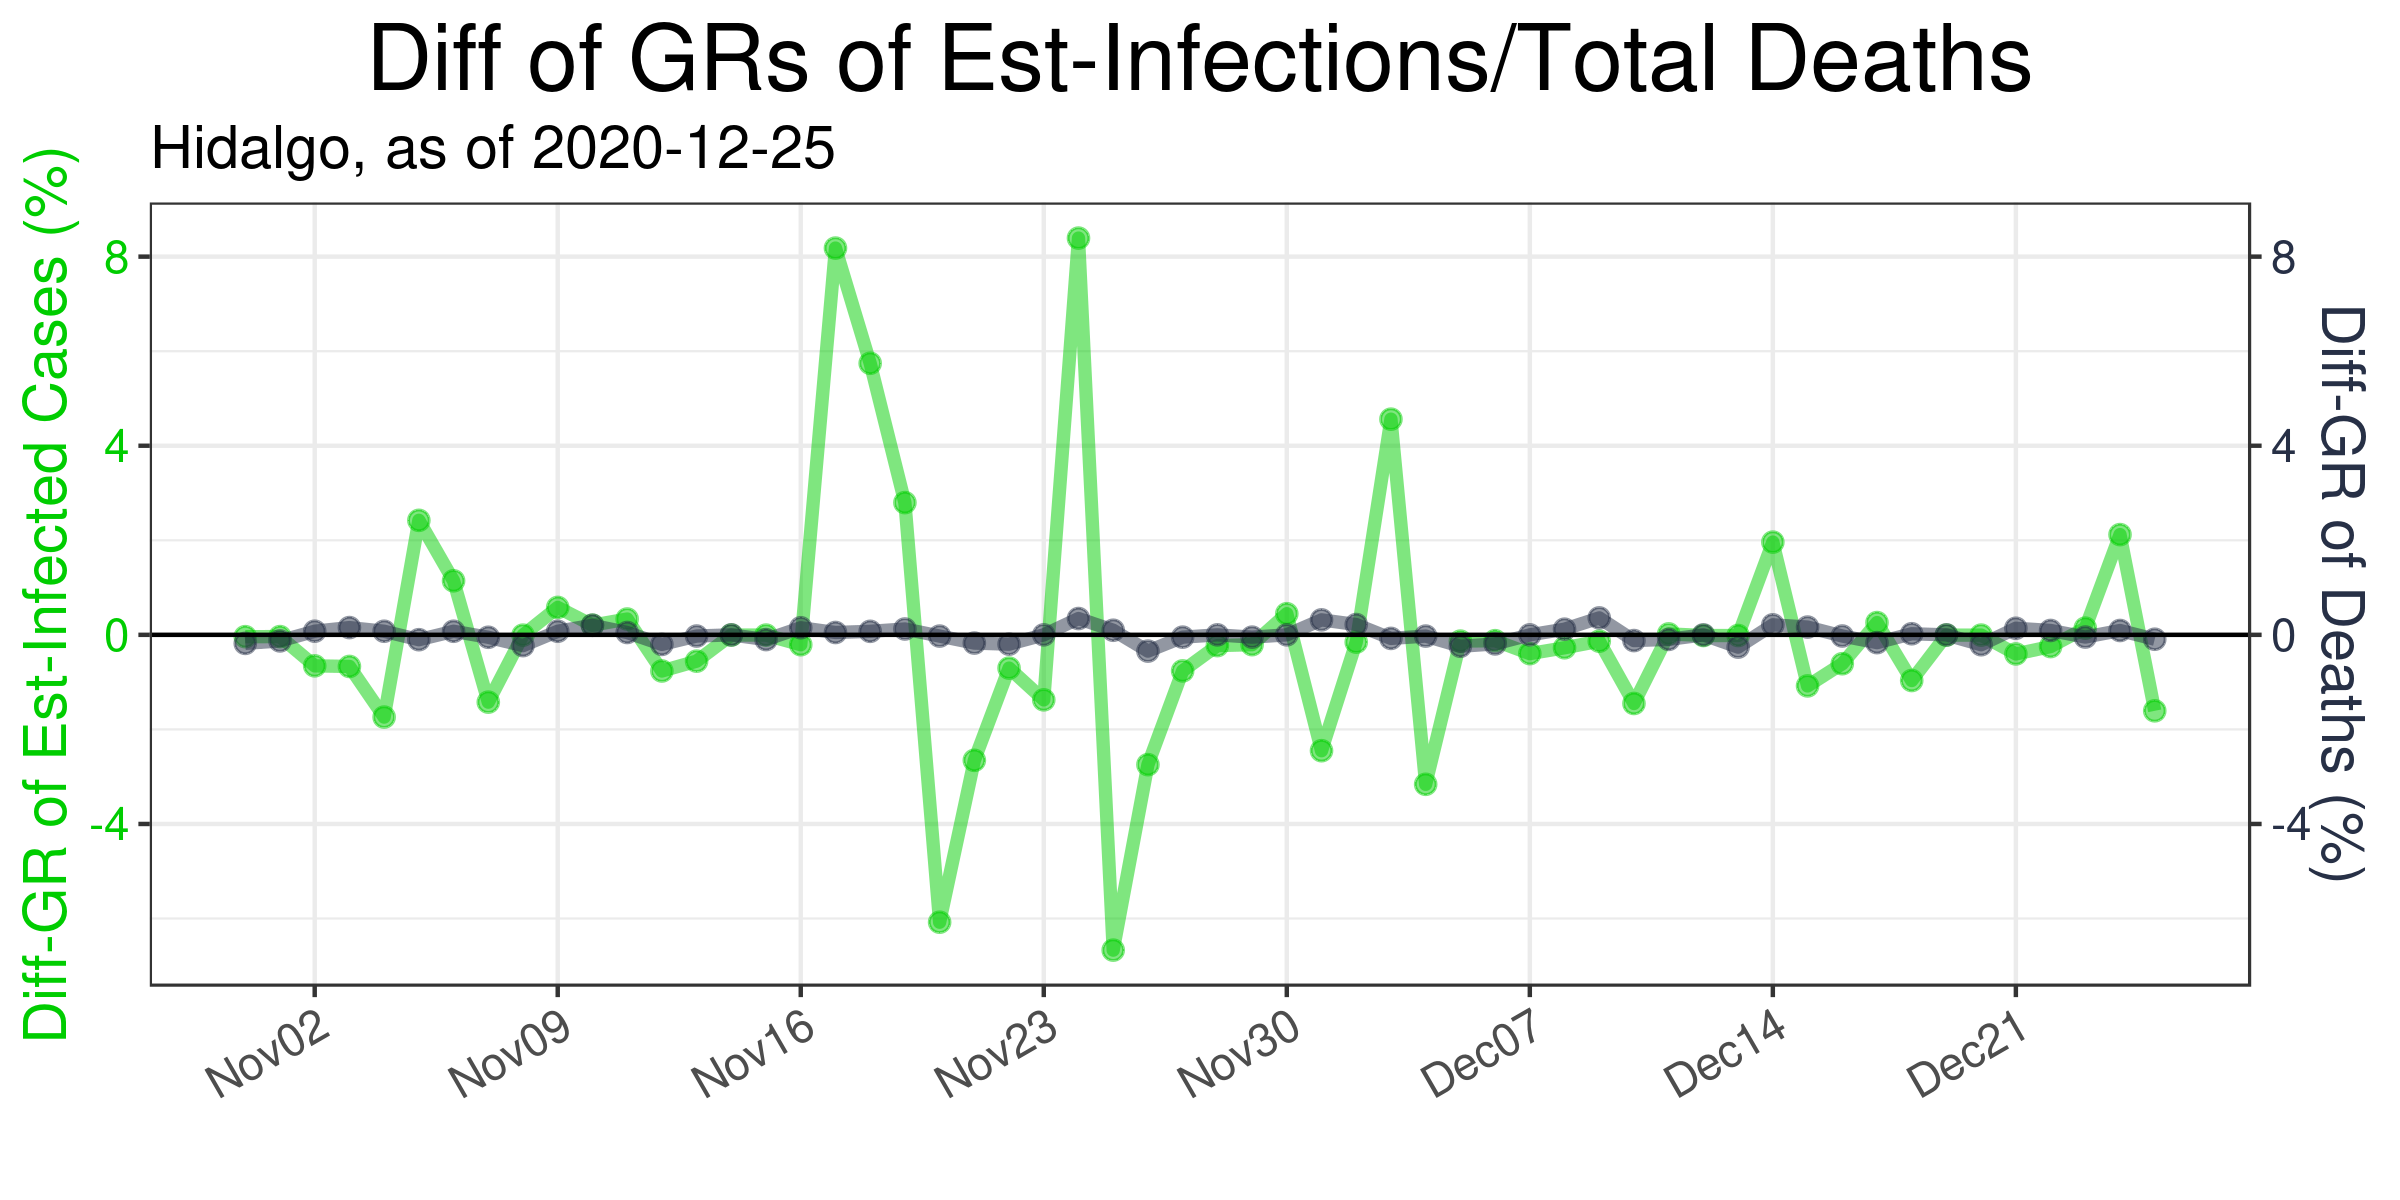 Diff of GRs of Est-Infections/Total Deaths
Hidalgo, as of 2020-12-25
Diff-GR of Est-Infected Cases (%)
8
4
0
-4
8
4
0
-4
Diff-GR of Deaths (%)
Nov02
Nov09
Nov16
Nov23
Nov30
Dec07
Dec14
Dec21